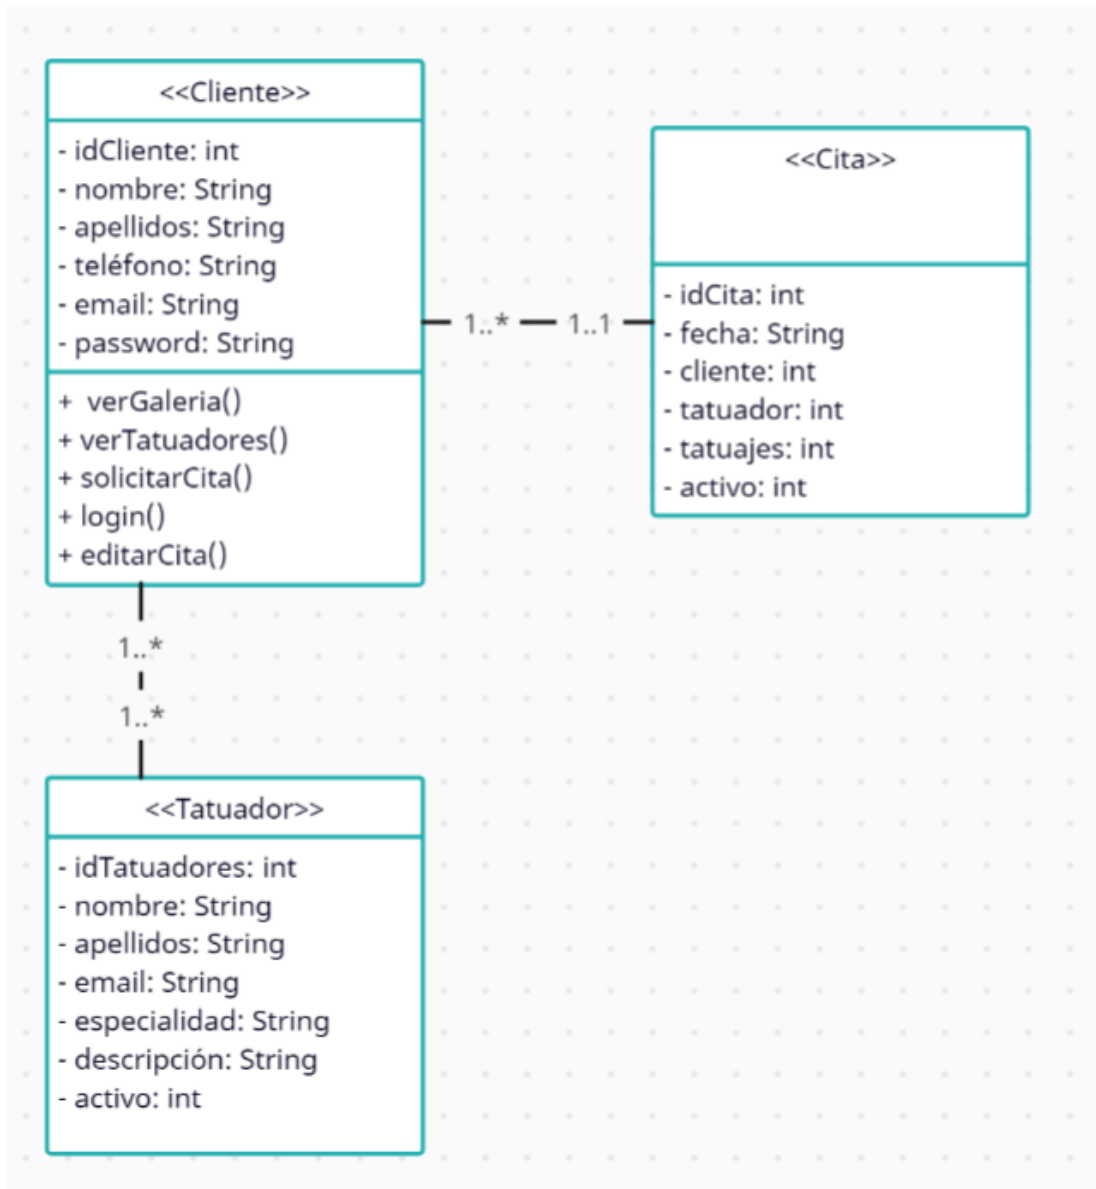 <<Cliente>>
- idCliente: int
- nombre: String
- apellidos: String
- teléfono: String
- email: String
- password: String
+ verGaleria()
+ verTatuadores()
+ solicitarCita()
+ login()
+ editarCita()
1..* 1..1
<<Cita>>
- idCita: int
- fecha: String
- cliente: int
- tatuador: int
- tatuajes: int
- activo: int
1..*
1..*
<<Tatuador>>
- idTatuadores: int
- nombre: String
- apellidos: String
- email: String
- especialidad: String
- descripción: String
- activo: int